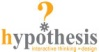 hypothesis
interactive thinking + design